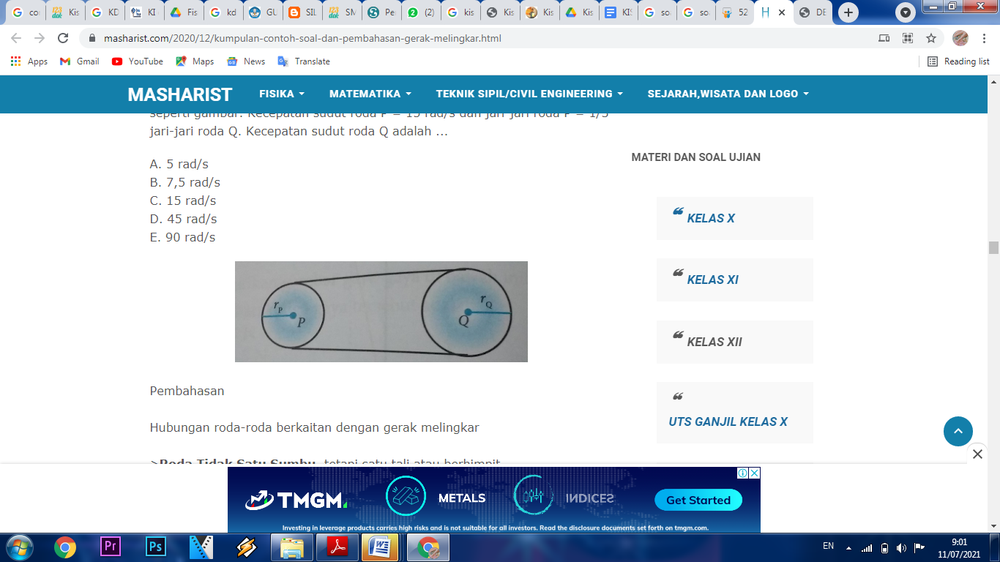 co
Kis
KD
KI
Fis
kd
GU
SIL
SM
Pe
(2)
kis
Kis
Kis
Kis
Kis
KIS
so
so
52
H
DE
masharist.com/2020/12/kumpulan-contoh-soal-dan-pembahasan-gerak-melingkar.html
Apps Gmail YouTube Maps News Translate Reading list
MASHARIST FISIKA MATEMATIKA TEKNIK SIPIL/CIVIL ENGINEERING SEJARAH,WISATA DAN LOGO
seperti gambar. Kecepatan sudut roda P = 15 rad/s dan jari-jari roda P = 1/3
jari-jari roda Q. Kecepatan sudut roda Q adalah ...
A. 5 rad/s
B. 7,5 rad/s
C. 15 rad/s
D. 45 rad/s
E. 90 rad/s
rP
P
rQ
Q
Pembahasan
Hubungan roda-roda berkaitan dengan gerak melingkar
>Roda Tidak Satu Sumbu, tetapi satu tali atau berhimpit
MATERI DAN SOAL UJIAN
KELAS X
KELAS XI
KELAS XII
UTS GANJIL KELAS X
TMGM METALS INDICES Get Started
Investing in leverage products carries high risks and is not suitable for all investors. Read the disclosure documents set forth on tmgm.com.
Pr
Ps
EN
9:01
11/07/2021